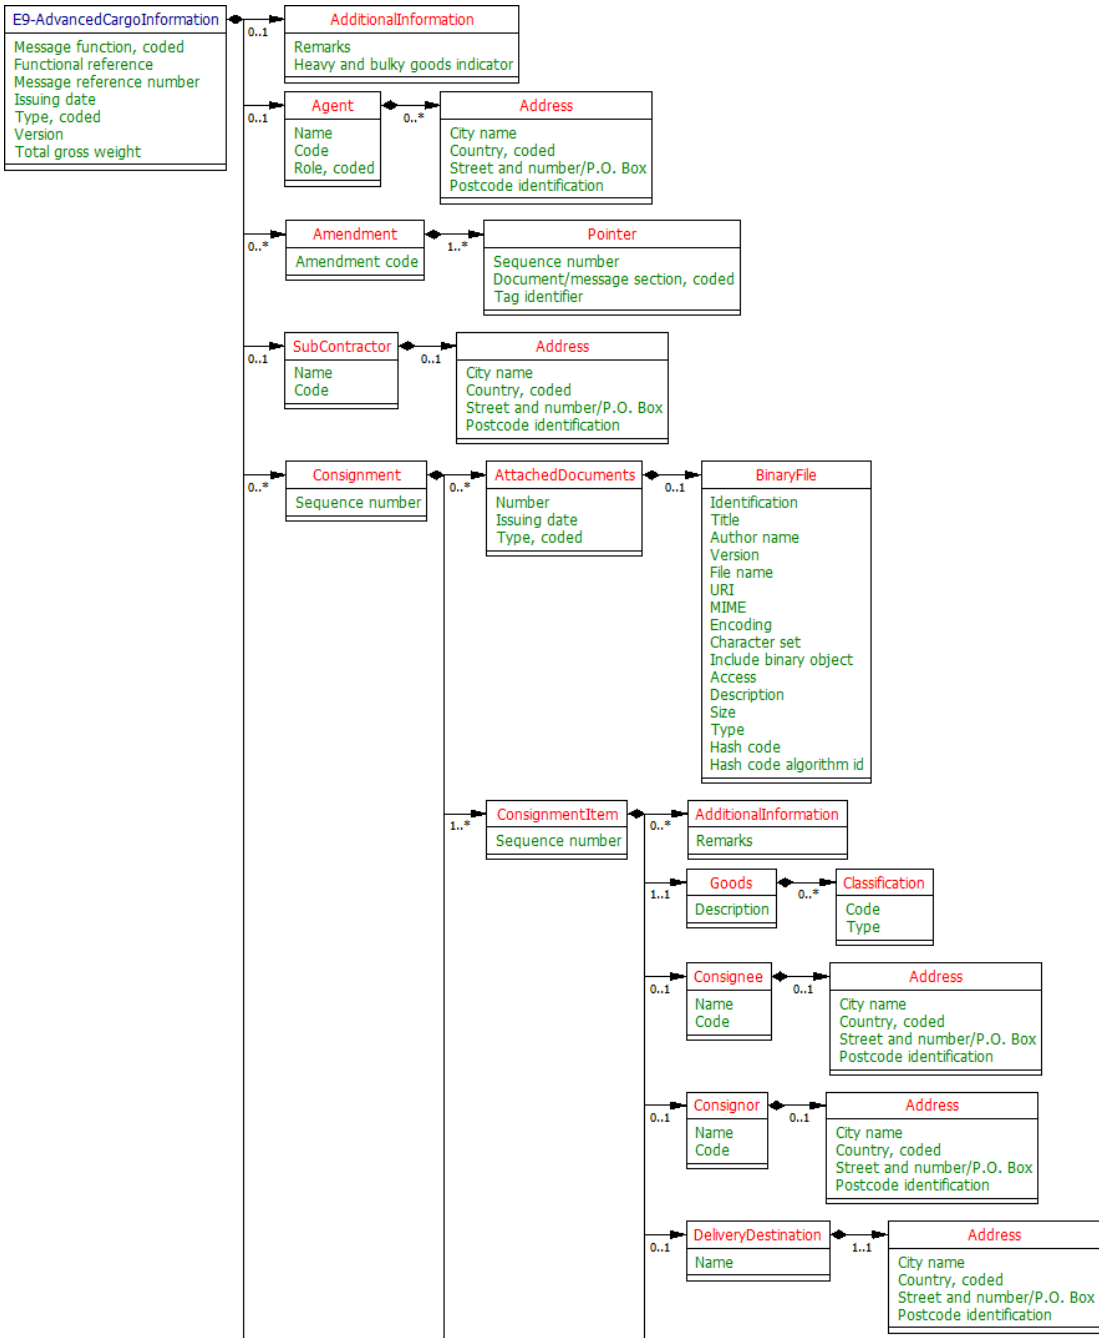 E9-AdvancedCargoInformation
Message function, coded
Functional reference
Message reference number
Issuing date
Type, coded
Version
Total gross weight
0..1
AdditionalInformation
Remarks
Heavy and bulky goods indicator
0..1
Agent
Name
Code
Role, coded
0..*
Address
City name
Country, coded
Street and number/P.O. Box
Postcode identification
0..*
Amendment
Amendment code
1..*
Pointer
Sequence number
Document/message section, coded
Tag identifier
0..1
SubContractor
Name
Code
0..1
Address
City name
Country, coded
Street and number/P.O. Box
Postcode identification
0..*
Consignment
Sequence number
0..*
AttachedDocuments
Number
Issuing date
Type, coded
0..1
BinaryFile
Identification
Title
Author name
Version
File name
URI
MIME
Encoding
Character set
Include binary object
Access
Description
Size
Type
Hash code
Hash code algorithm id
1..*
ConsignmentItem
Sequence number
0..*
AdditionalInformation
Remarks
1..1
Goods
Description
0..*
Classification
Code
Type
0..1
Consignee
Name
Code
0..1
Address
City name
Country, coded
Street and number/P.O. Box
Postcode identification
0..1
Consignor
Name
Code
0..1
Address
City name
Country, coded
Street and number/P.O. Box
Postcode identification
0..1
DeliveryDestination
Name
1..1
Address
City name
Country, coded
Street and number/P.O. Box
Postcode identification